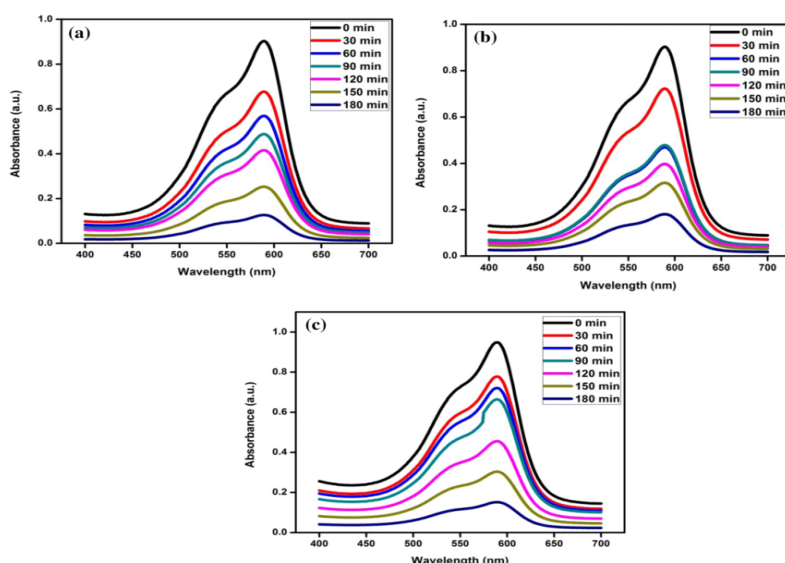 (a)
0 min
30 min
60 min
90 min
120 min
150 min
180 min
1.0
0.8
0.6
0.4
0.2
0.0
Absorbance (a.u.)
400 450 500 550 600 650 700
Wavelength (nm)
(b)
0 min
30 min
60 min
90 min
120 min
150 min
180 min
1.0
0.8
0.6
0.4
0.2
0.0
Absorbance (a.u.)
400 450 500 550 600 650 700
Wavelength (nm)
(c)
0 min
30 min
60 min
90 min
120 min
150 min
180 min
1.0
0.8
0.6
0.4
0.2
0.0
Absorbance (a.u.)
400 450 500 550 600 650 700
Wavelength (nm)